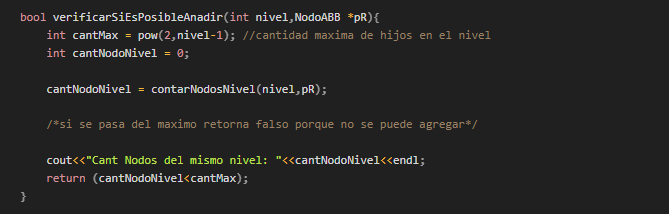 bool verificarSiEsPosibleAnadir(int nivel,NodoABB *pR){
int cantMax = pow(2,nivel-1); //cantidad maxima de hijos en el nivel
int cantNodoNivel = 0;
cantNodoNivel = contarNodosNivel(nivel,pR);
/*si se pasa del maximo retorna falso porque no se puede agregar*/
cout<<"Cant Nodos del mismo nivel: "<<cantNodoNivel<<endl;
return (cantNodoNivel<cantMax);
}